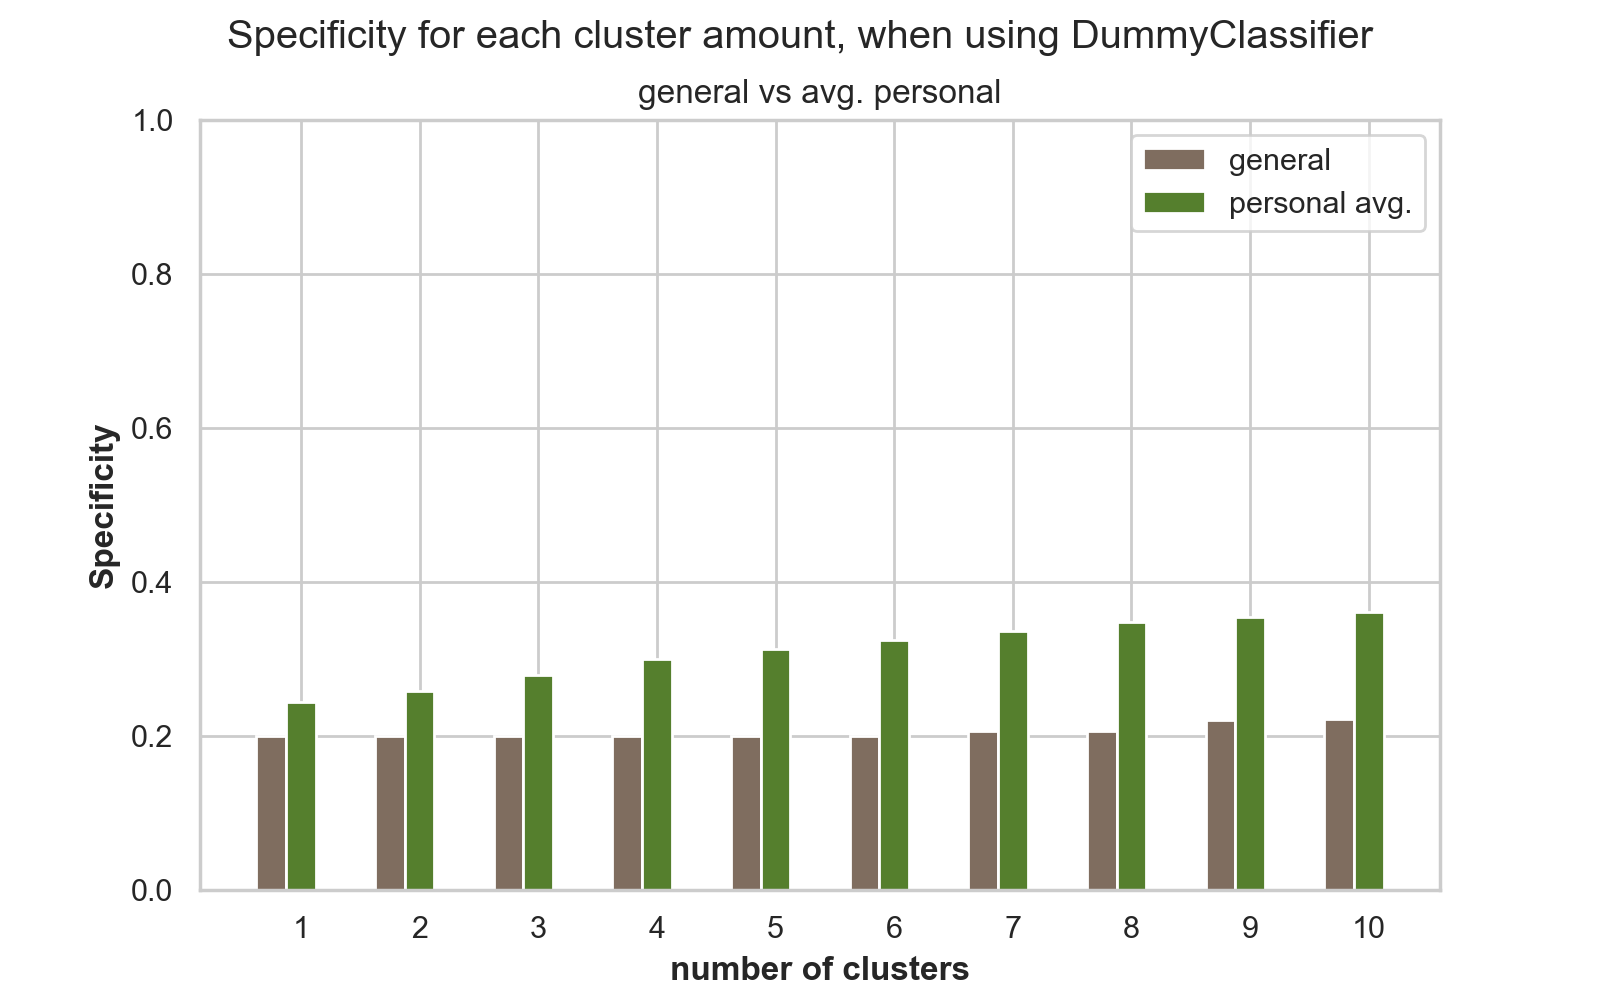 Specificity for each cluster amount, when using DummyClassifier
general vs avg. personal
1.0
0.8
0.6
0.4
0.2
0.0
Specificity
general
personal avg.
1 2 3 4 5 6 7 8 9 10
number of clusters